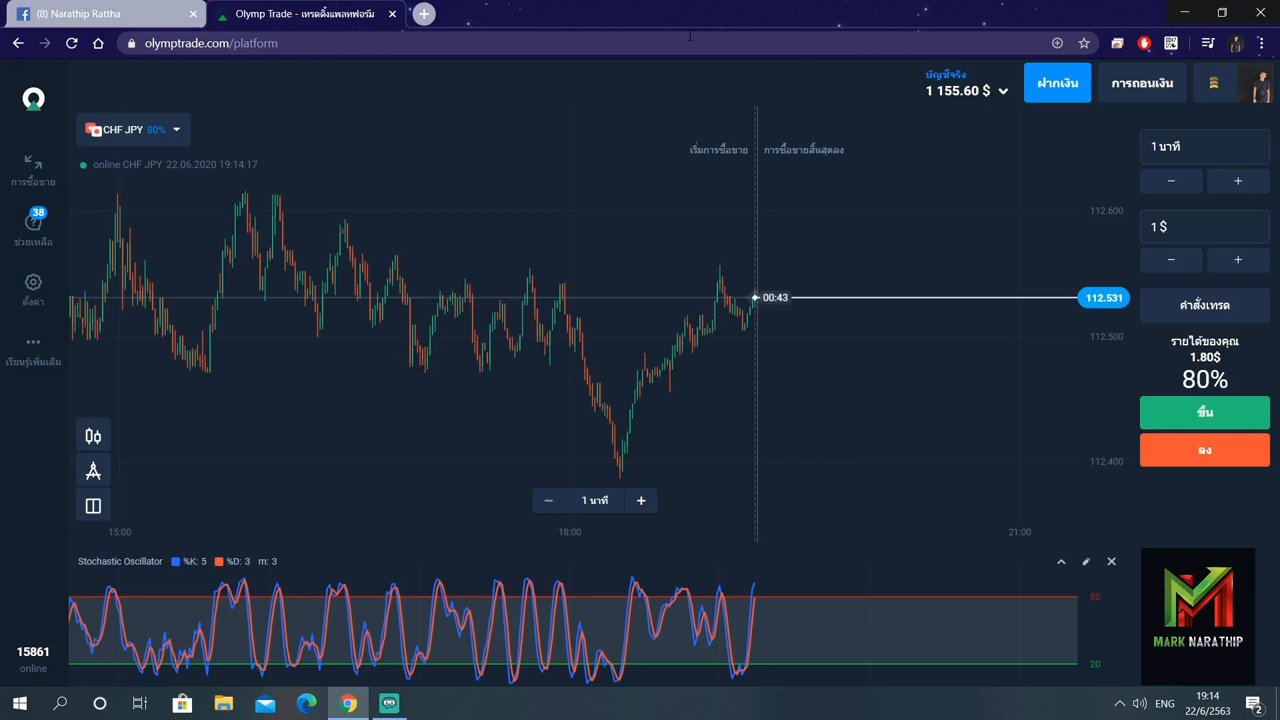 (8) Narathip Rattha
Olymp Trade - เทรดดิ้งแพลทฟอร์ม
olymptrade.com/platform
บัญชีจริง
1 155.60 $
ฝากเงิน
การถอนเงิน
CHF JPY 80%
online CHF JPY 22.06.2020 19:14:17
เริ่มการซื้อขาย
การซื้อขายสิ้นสุดลง
1 นาที
− +
1 $
− +
การซื้อขาย
38
ช่วยเหลือ
ตั้งค่า
เรียนรู้เพิ่มเติม
112.600
00:43
112.531
112.500
112.400
คำสั่งเทรด
รายได้ของคุณ
1.80$
80%
ขึ้น
ลง
− 1 นาที +
15:00 18:00 21:00
Stochastic Oscillator %K: 5 %D: 3 m: 3
80
20
MARK NARATHIP
15861
online
ENG
19:14
22/6/2563
2